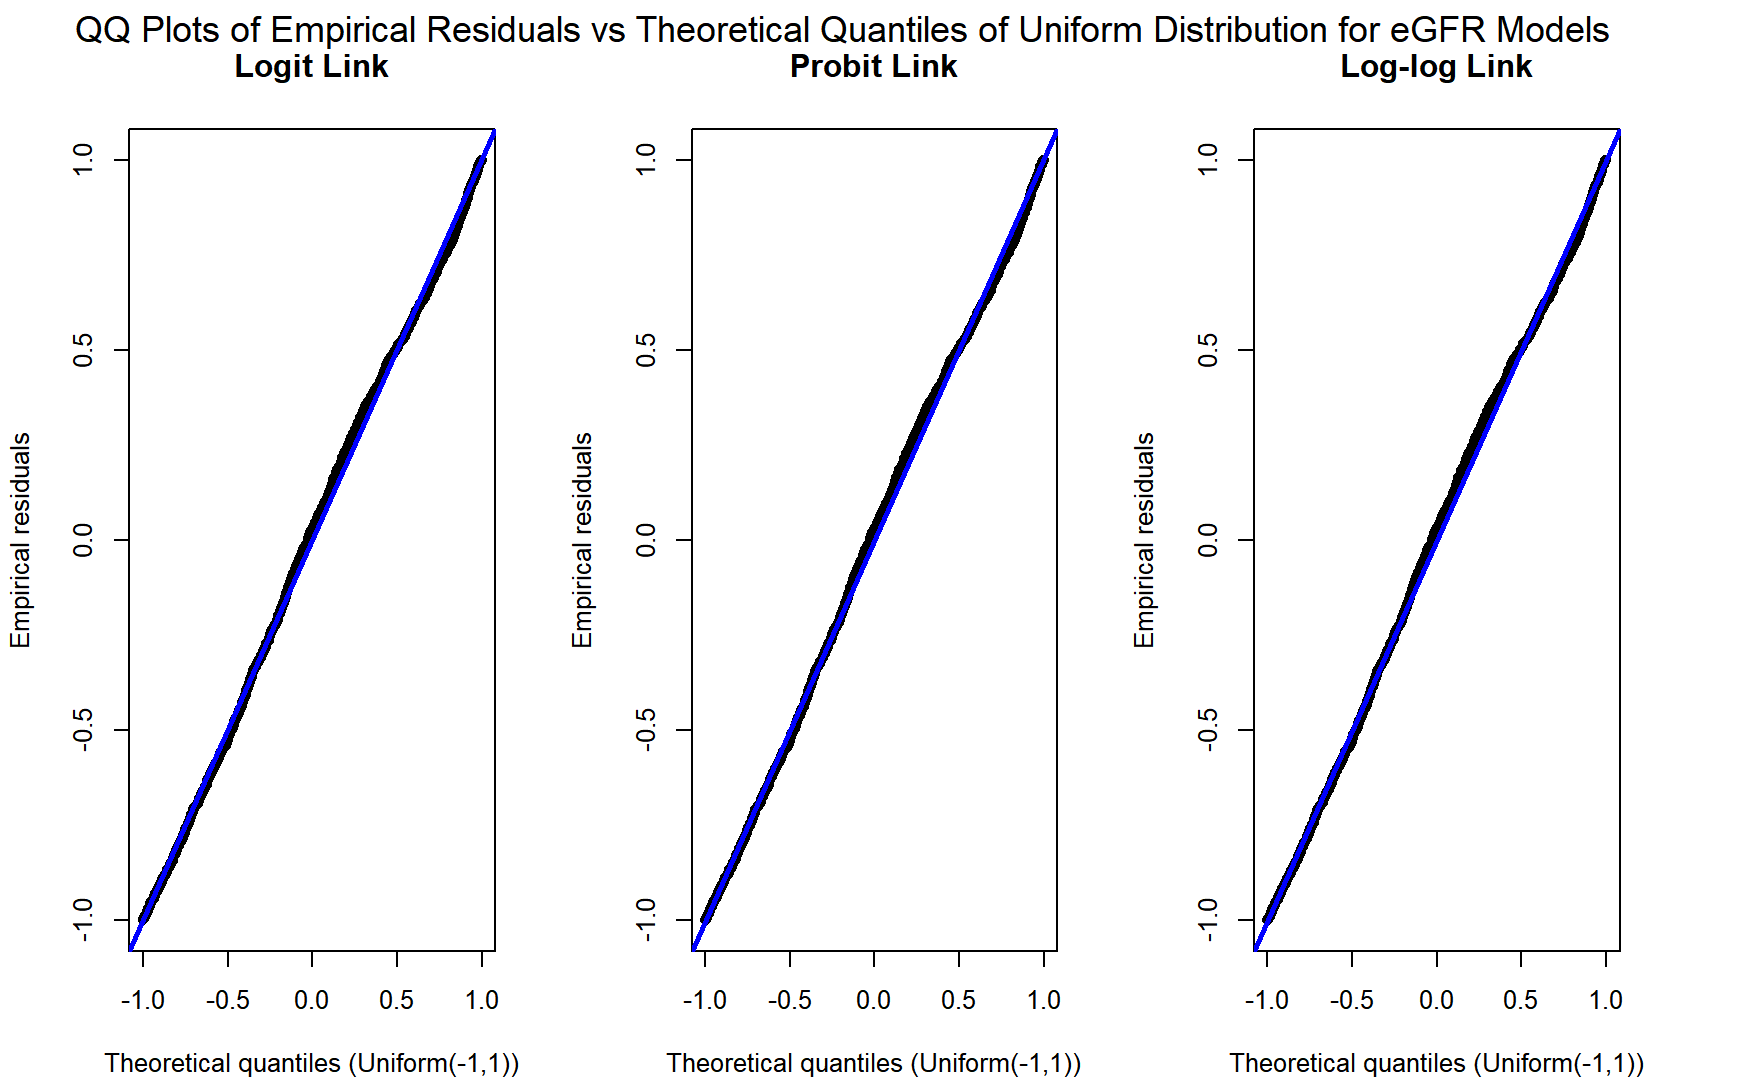 QQ Plots of Empirical Residuals vs Theoretical Quantiles of Uniform Distribution for eGFR Models
Logit Link
Empirical residuals
1.0
0.5
0.0
-0.5
-1.0
-1.0 -0.5 0.0 0.5 1.0
Theoretical quantiles (Uniform(-1,1))
Probit Link
Empirical residuals
1.0
0.5
0.0
-0.5
-1.0
-1.0 -0.5 0.0 0.5 1.0
Theoretical quantiles (Uniform(-1,1))
Log-log Link
Empirical residuals
1.0
0.5
0.0
-0.5
-1.0
-1.0 -0.5 0.0 0.5 1.0
Theoretical quantiles (Uniform(-1,1))